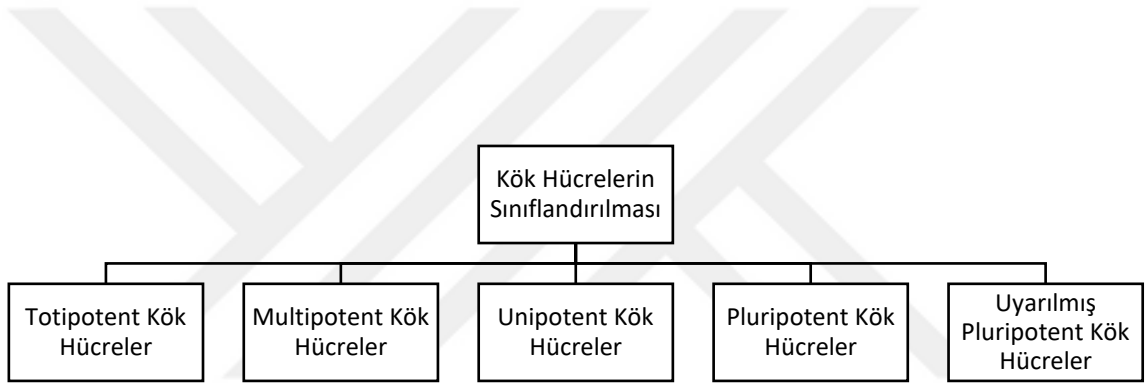 Kök Hücrelerin
Sınıflandırılması
Totipotent Kök
Hücreler
Multipotent Kök
Hücreler
Unipotent Kök
Hücreler
Pluripotent Kök
Hücreler
Uyarılmış
Pluripotent Kök
Hücreler